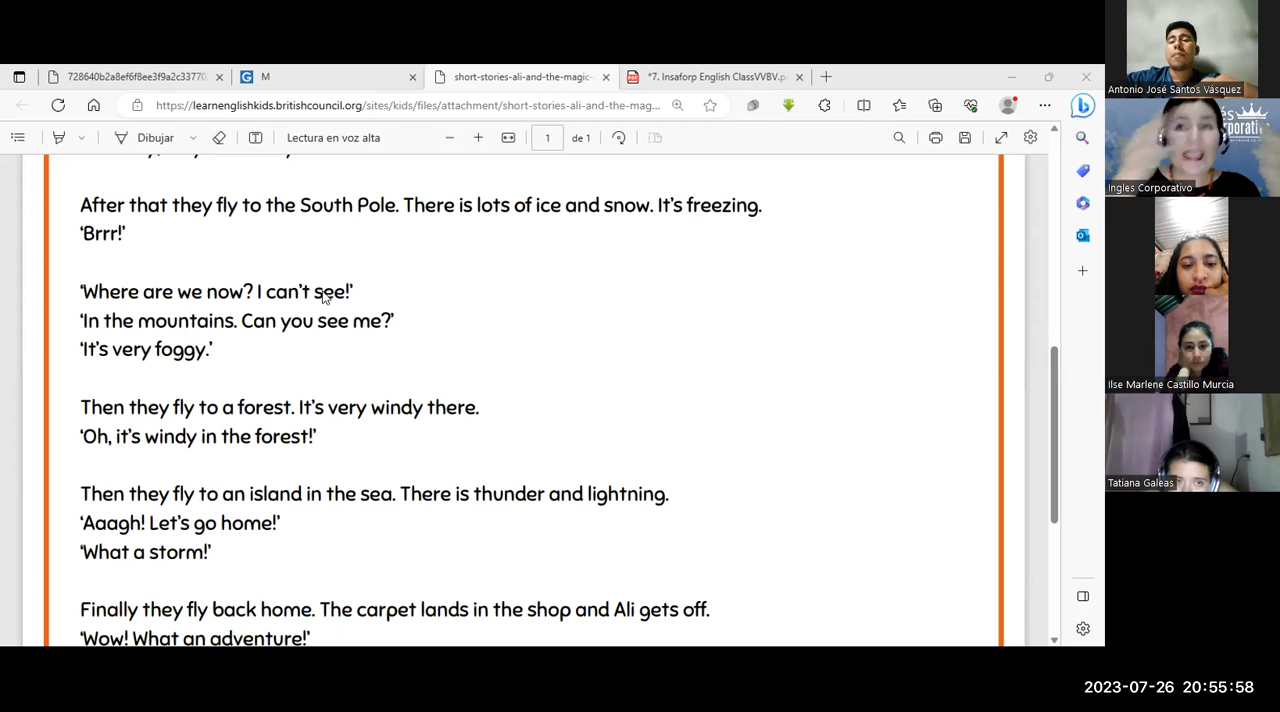 728640b2a8ef6f8ee3f9a2c33770
M
short-stories-ali-and-the-magic-
*7. Insaforp English ClassVVBV.p
https://learnenglishkids.britishcouncil.org/sites/kids/files/attachment/short-stories-ali-and-the-mag...
Dibujar
Lectura en voz alta
1
de 1
After that they fly to the South Pole. There is lots of ice and snow. It's freezing.
'Brrr!'
'Where are we now? I can't see!'
'In the mountains. Can you see me?'
'It's very foggy.'
Then they fly to a forest. It's very windy there.
'Oh, it's windy in the forest!'
Then they fly to an island in the sea. There is thunder and lightning.
'Aaagh! Let's go home!'
'What a storm!'
Finally they fly back home. The carpet lands in the shop and Ali gets off.
'Wow! What an adventure!'
Antonio José Santos Vásquez
Ingles Corporativo
Ilse Marlene Castillo Murcia
Tatiana Galeas
2023-07-26 20:55:58